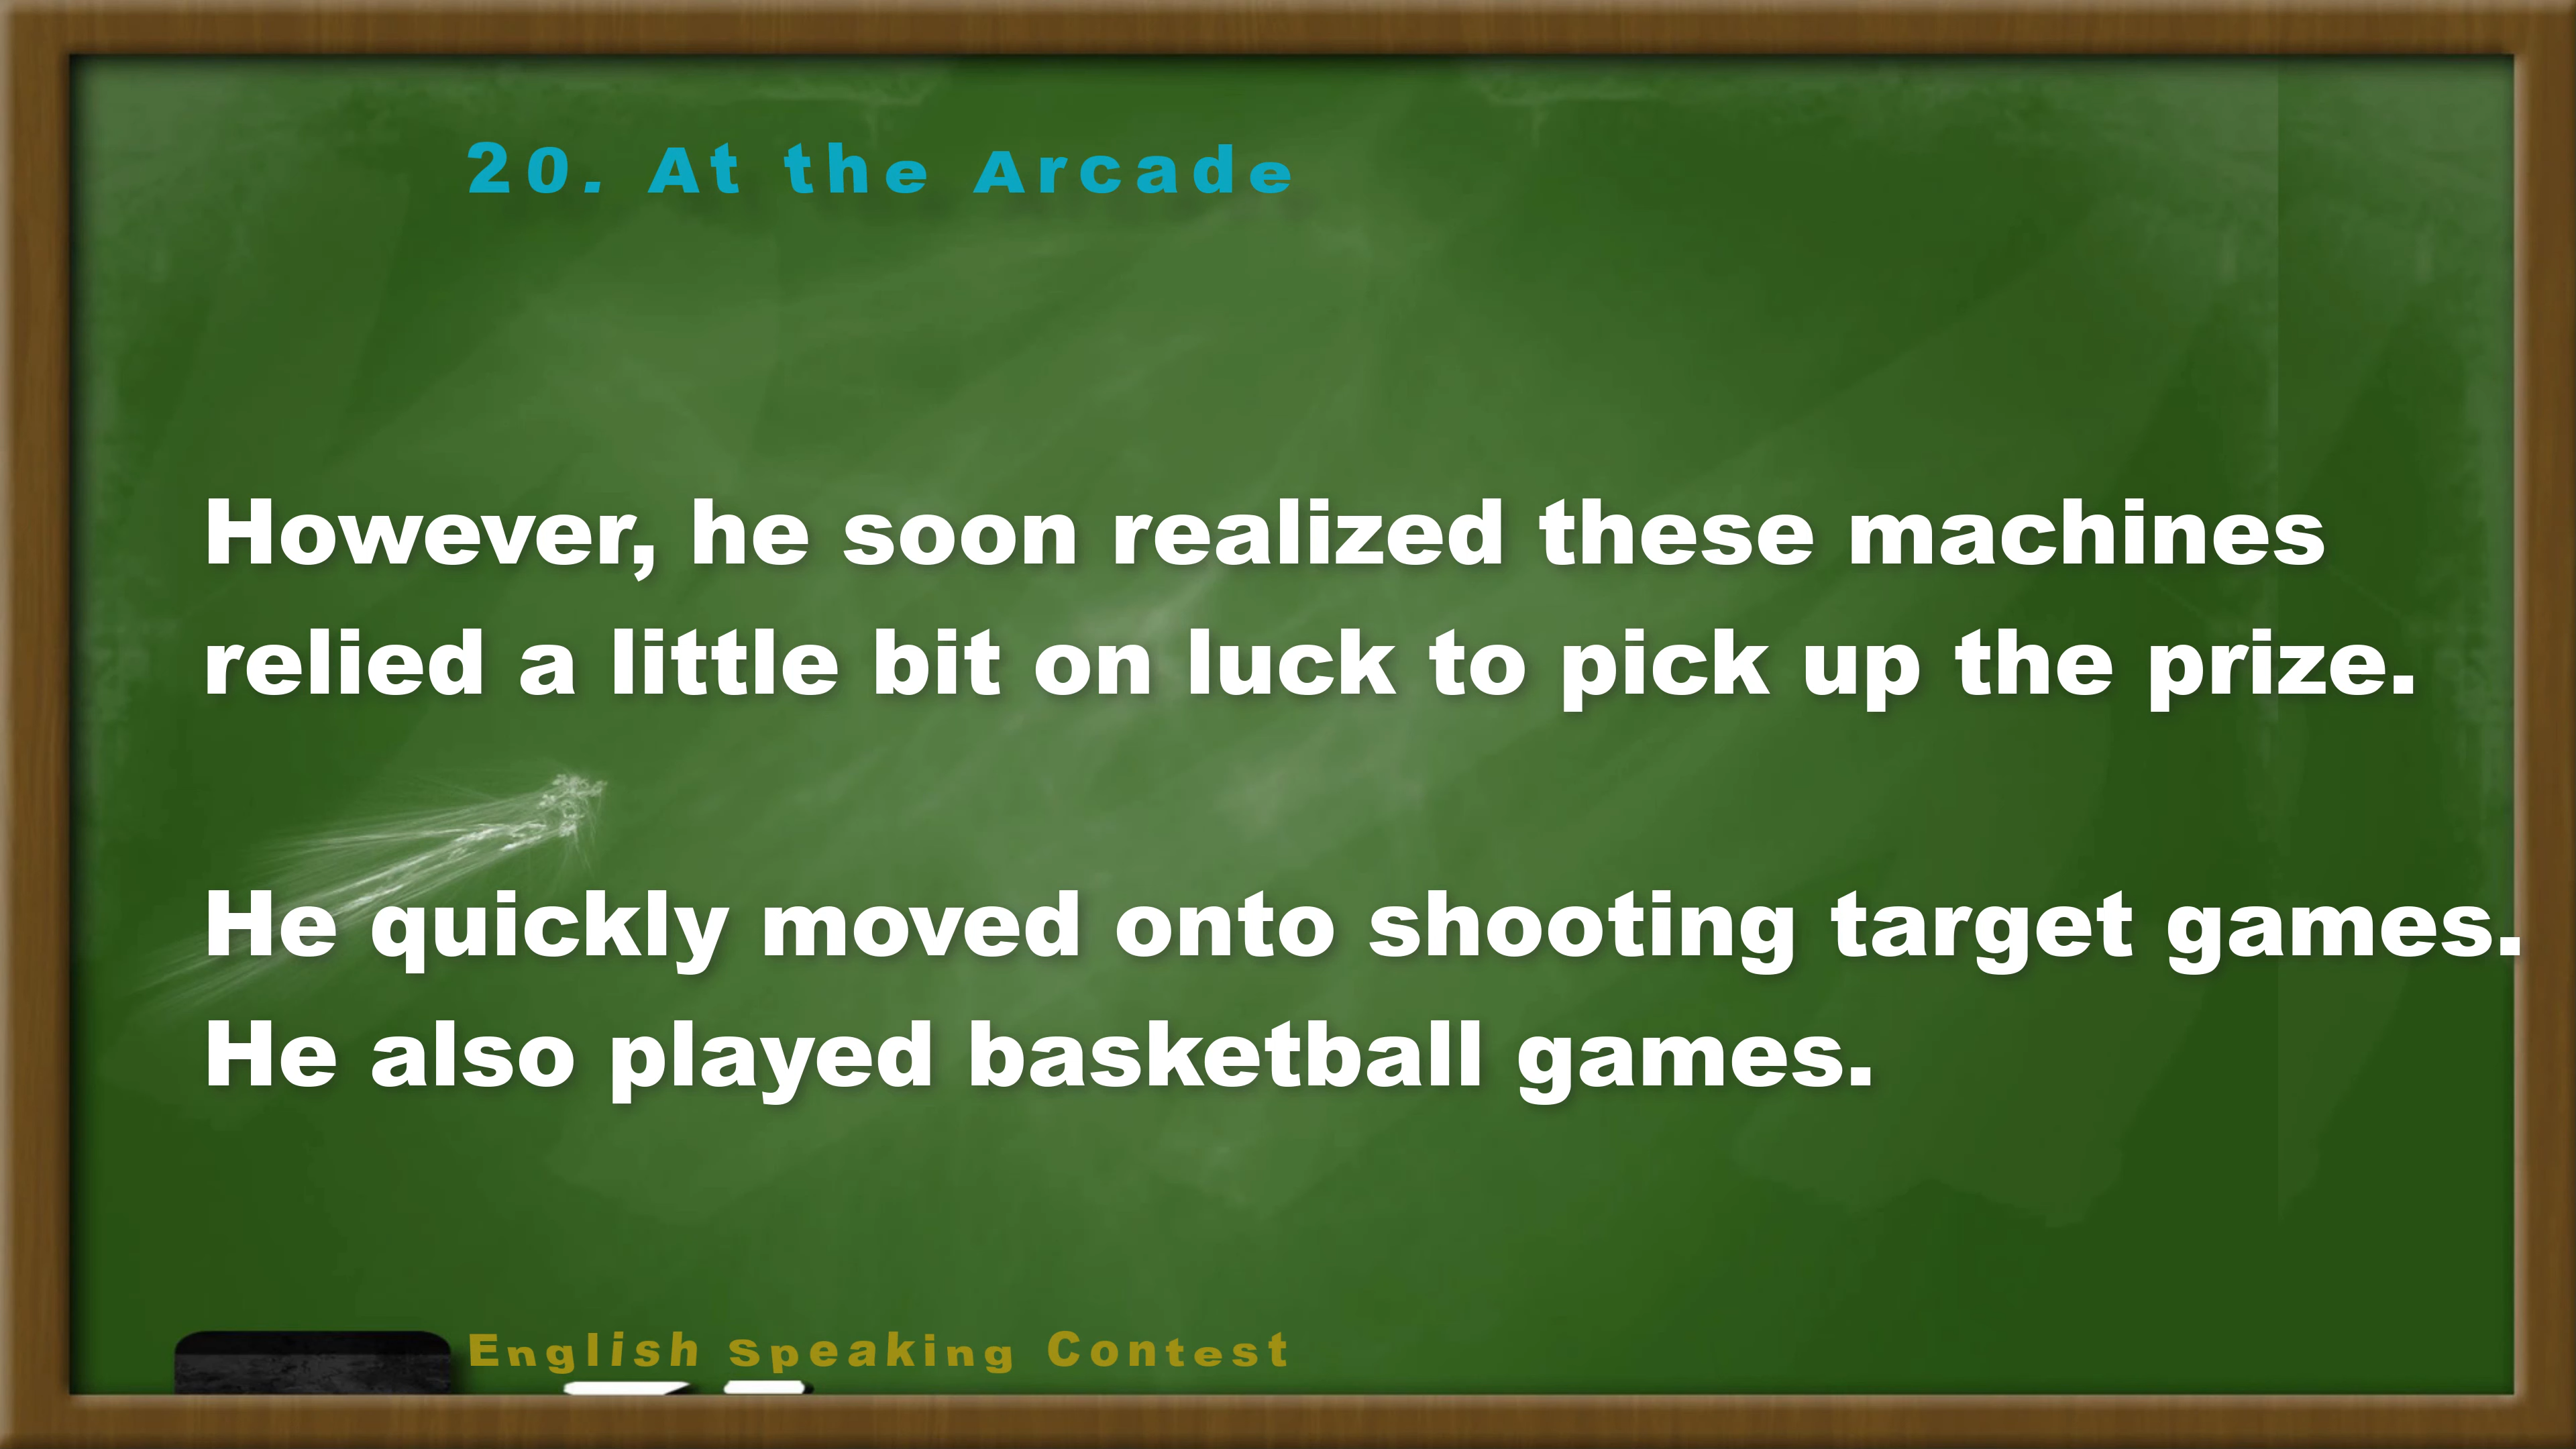 20. At the Arcade
However, he soon realized these machines
relied a little bit on luck to pick up the prize.
He quickly moved onto shooting target games.
He also played basketball games.
English Speaking Contest